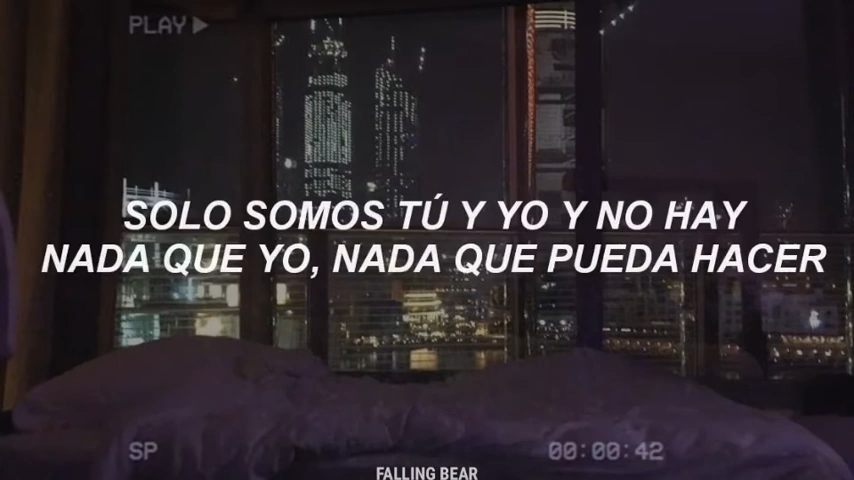 PLAY
SOLO SOMOS TÚ Y YO Y NO HAY
NADA QUE YO, NADA QUE PUEDA HACER
SP
00:00:42
FALLING BEAR